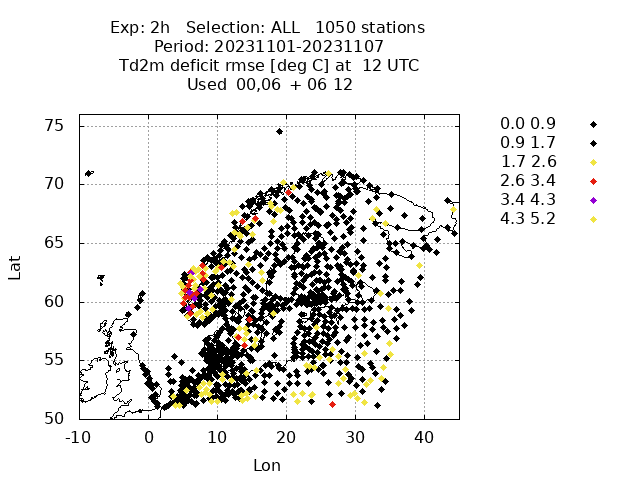 Exp: 2h Selection: ALL 1050 stations
Period: 20231101-20231107
Td2m deficit rmse [deg C] at 12 UTC
Used 00,06 + 06 12
75
70
65
60
55
50
Lat
-10 0 10 20 30 40
Lon
0.0 0.9
0.9 1.7
1.7 2.6
2.6 3.4
3.4 4.3
4.3 5.2